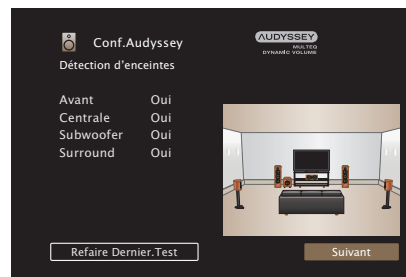 Conf.Audyssey
AUDYSSEY
MULTEQ
DYNAMIC VOLUME
Détection d'enceintes
Avant Oui
Centrale Oui
Subwoofer Oui
Surround Oui
Refaire Dernier.Test
Suivant